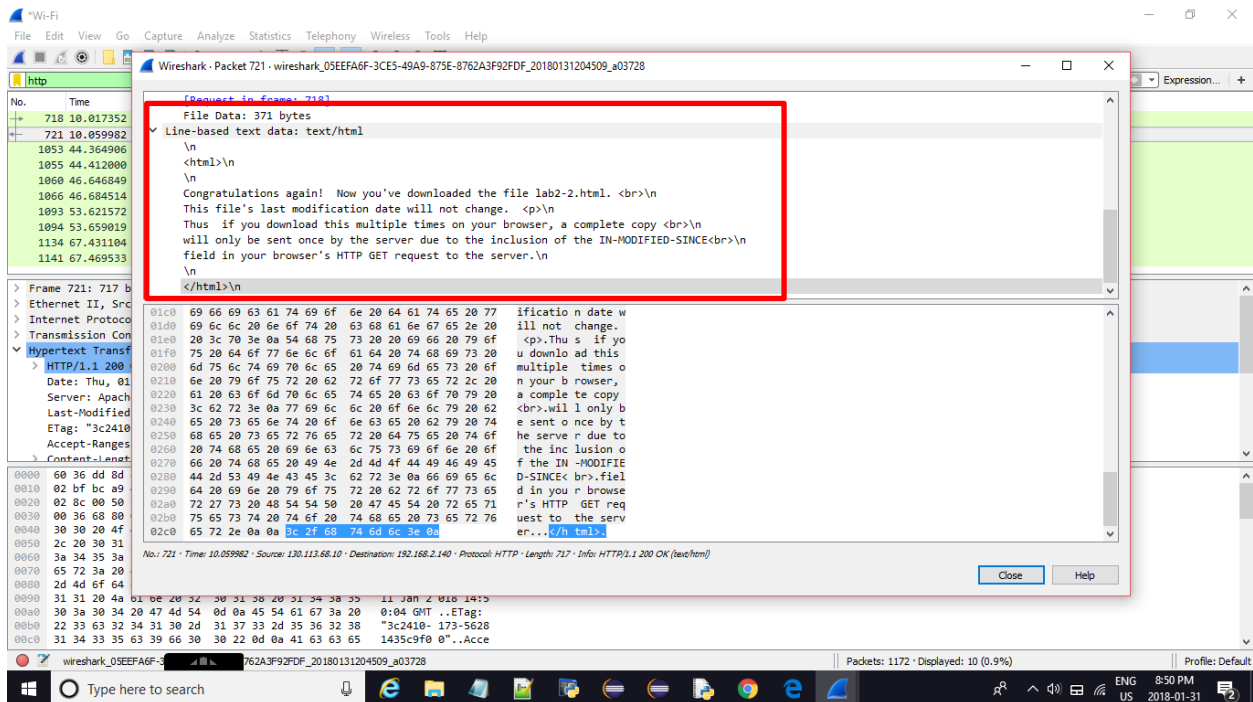 *Wi-Fi
File Edit View Go Capture Analyze Statistics Telephony Wireless Tools Help
http
Expression... +
No. Time
718 10.017352
721 10.059982
1053 44.364906
1055 44.412000
1060 46.646849
1066 46.684514
1093 53.621572
1094 53.659019
1134 67.431104
1141 67.469533
Wireshark · Packet 721 · wireshark_05EEFA6F-3CE5-49A9-875E-8762A3F92FDF_20180131204509_a03728
[Request in frame: 718]
File Data: 371 bytes
Line-based text data: text/html
\n
<html>\n
\n
Congratulations again!  Now you've downloaded the file lab2-2.html. <br>\n
This file's last modification date will not change.  <p>\n
Thus  if you download this multiple times on your browser, a complete copy <br>\n
will only be sent once by the server due to the inclusion of the IN-MODIFIED-SINCE<br>\n
field in your browser's HTTP GET request to the server.\n
\n
</html>\n
01c0 69 66 69 63 61 74 69 6f 6e 20 64 61 74 65 20 77 ificatio n date w
01d0 69 6c 6c 20 6e 6f 74 20 63 68 61 6e 67 65 2e 20 ill not change.
01e0 20 3c 70 3e 0a 54 68 75 73 20 20 69 66 20 79 6f <p>.Thu s if yo
01f0 75 20 64 6f 77 6e 6c 6f 61 64 20 74 68 69 73 20 u downlo ad this
0200 6d 75 6c 74 69 70 6c 65 20 74 69 6d 65 73 20 6f multiple times o
0210 6e 20 79 6f 75 72 20 62 72 6f 77 73 65 72 2c 20 n your b rowser,
0220 61 20 63 6f 6d 70 6c 65 74 65 20 63 6f 70 79 20 a comple te copy
0230 3c 62 72 3e 0a 77 69 6c 6c 20 6f 6e 6c 79 20 62 <br>.wil l only b
0240 65 20 73 65 6e 74 20 6f 6e 63 65 20 62 79 20 74 e sent o nce by t
0250 68 65 20 73 65 72 76 65 72 20 64 75 65 20 74 6f he serve r due to
0260 20 74 68 65 20 69 6e 63 6c 75 73 69 6f 6e 20 6f the inc lusion o
0270 66 20 74 68 65 20 49 4e 2d 4d 4f 44 49 46 49 45 f the IN -MODIFIE
0280 44 2d 53 49 4e 43 45 3c 62 72 3e 0a 66 69 65 6c D-SINCE< br>.fiel
0290 64 20 69 6e 20 79 6f 75 72 20 62 72 6f 77 73 65 d in you r browse
02a0 72 27 73 20 48 54 54 50 20 47 45 54 20 72 65 71 r's HTTP GET req
02b0 75 65 73 74 20 74 6f 20 74 68 65 20 73 65 72 76 uest to the serv
02c0 65 72 2e 0a 0a 3c 2f 68 74 6d 6c 3e 0a er...</h tml>.
No.: 721 · Time: 10.059982 · Source: 130.113.68.10 · Destination: 192.168.2.140 · Protocol: HTTP · Length: 717 · Info: HTTP/1.1 200 OK (text/html)
Close Help
Frame 721: 717 b
Ethernet II, Src
Internet Protoco
Transmission Con
Hypertext Transf
HTTP/1.1 200
Date: Thu, 01
Server: Apach
Last-Modified
ETag: "3c2410
Accept-Ranges
Content-Lengt
0000 60 36 dd 8d
0010 02 bf bc a9
0020 02 8c 00 50
0030 00 36 68 80
0040 30 30 20 4f
0050 2c 20 30 31
0060 3a 34 35 3a
0070 65 72 3a 20
0080 2d 4d 6f 64
0090 31 31 20 4a 61 6e 20 32 30 31 38 20 31 34 3a 35 11 Jan 2 018 14:5
00a0 30 3a 30 34 20 47 4d 54 0d 0a 45 54 61 67 3a 20 0:04 GMT ..ETag:
00b0 22 33 63 32 34 31 30 2d 31 37 33 2d 35 36 32 38 "3c2410- 173-5628
00c0 31 34 33 35 63 39 66 30 30 22 0d 0a 41 63 63 65 1435c9f0 0"..Acce
wireshark_05EEFA6F-3 762A3F92FDF_20180131204509_a03728
Packets: 1172 · Displayed: 10 (0.9%)
Profile: Default
Type here to search
ENG 8:50 PM
US 2018-01-31
2